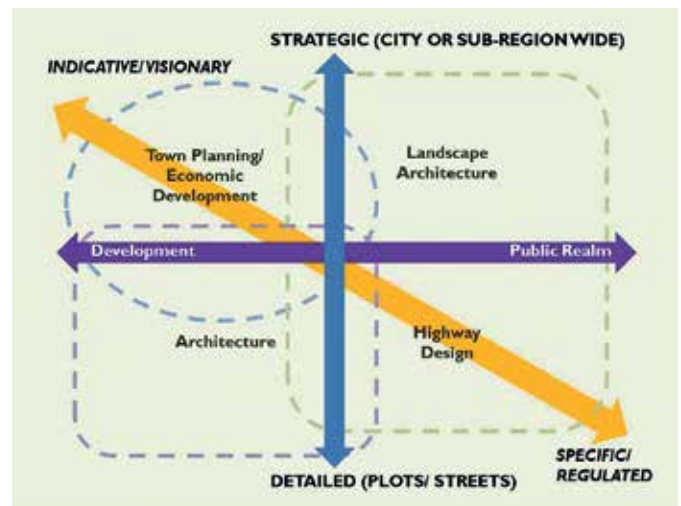 STRATEGIC (CITY OR SUB-REGION WIDE)
INDICATIVE/VISIONARY
Town Planning/
Economic
Development
Landscape
Architecture
Development
Public Realm
Architecture
Highway
Design
SPECIFIC/
REGULATED
DETAILED (PLOTS/ STREETS)